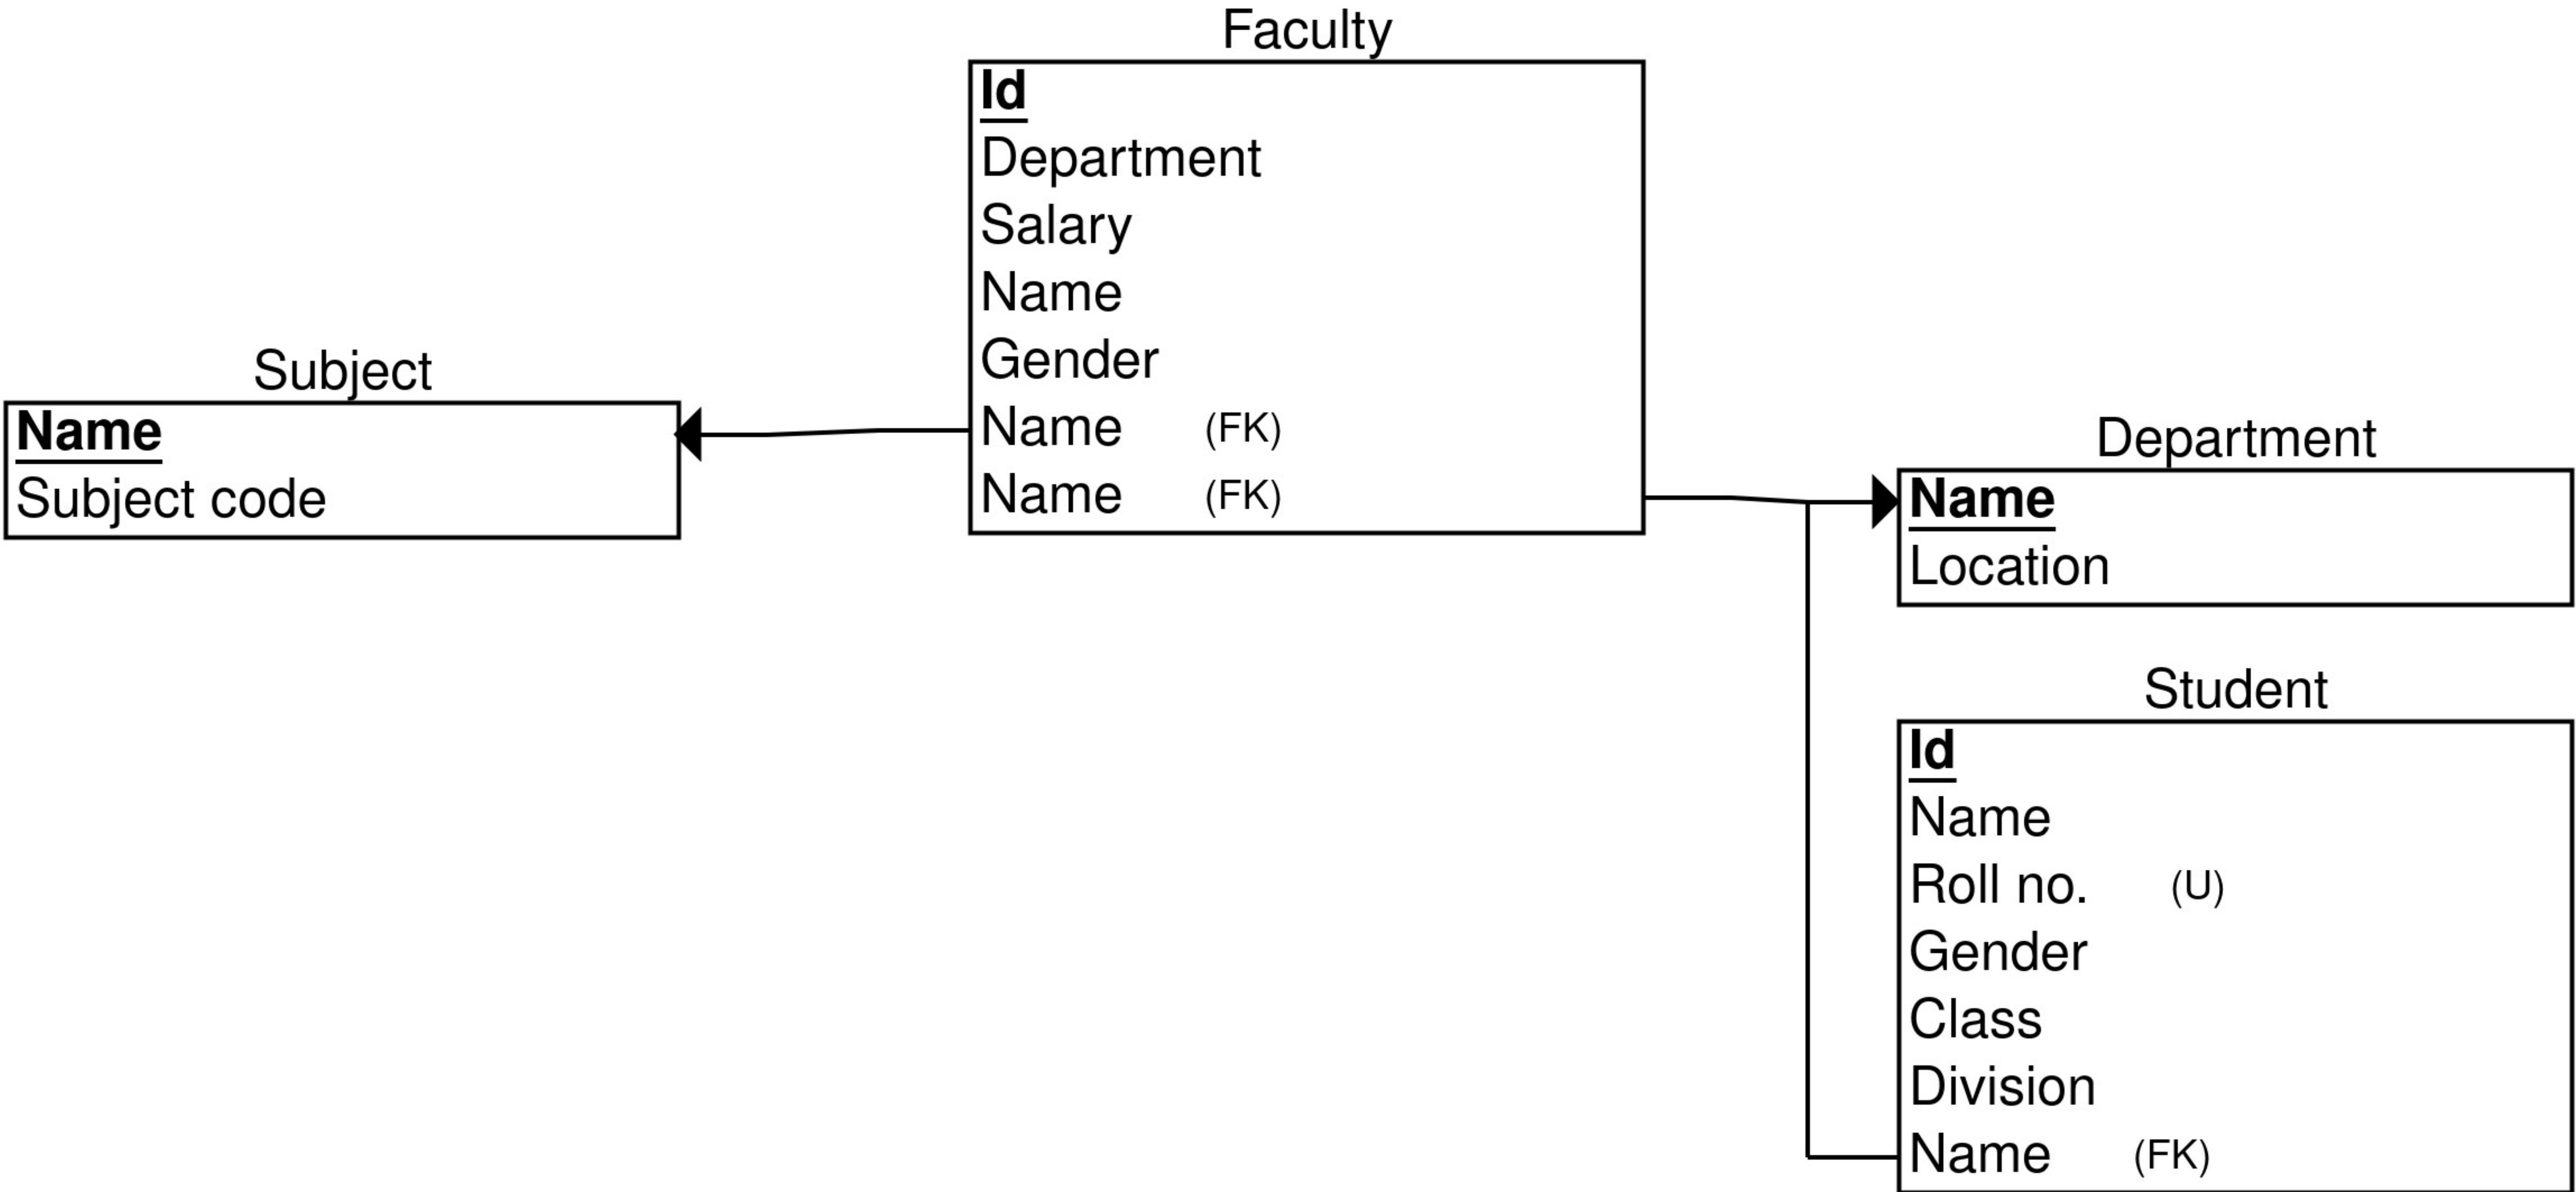 Faculty
Id
Department
Salary
Name
Gender
Name (FK)
Name (FK)
Subject
Name
Subject code
Department
Name
Location
Student
Id
Name
Roll no. (U)
Gender
Class
Division
Name (FK)